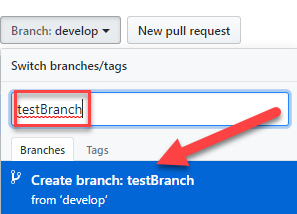 Branch: develop
New pull request
Switch branches/tags
testBranch
Branches
Tags
Create branch: testBranch
from ‘develop’